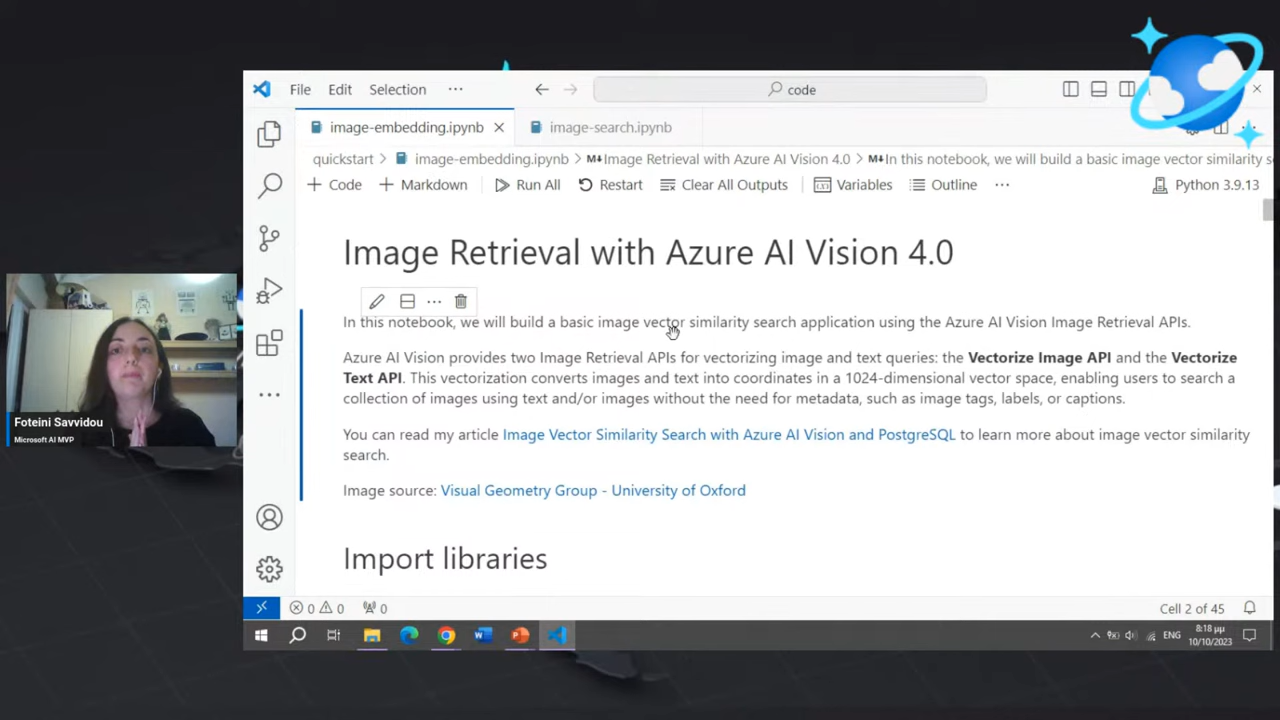 File Edit Selection ··· code
image-embedding.ipynb image-search.ipynb
quickstart > image-embedding.ipynb > M↓Image Retrieval with Azure AI Vision 4.0 > M↓In this notebook, we will build a basic image vector similarity s
+ Code + Markdown Run All Restart Clear All Outputs Variables Outline ··· Python 3.9.13
Image Retrieval with Azure AI Vision 4.0
In this notebook, we will build a basic image vector similarity search application using the Azure AI Vision Image Retrieval APIs.
Azure AI Vision provides two Image Retrieval APIs for vectorizing image and text queries: the Vectorize Image API and the Vectorize
Text API. This vectorization converts images and text into coordinates in a 1024-dimensional vector space, enabling users to search a
collection of images using text and/or images without the need for metadata, such as image tags, labels, or captions.
You can read my article Image Vector Similarity Search with Azure AI Vision and PostgreSQL to learn more about image vector similarity
search.
Image source: Visual Geometry Group - University of Oxford
Import libraries
Foteini Savvidou
Microsoft AI MVP
0 0 0 Cell 2 of 45
ENG 8:18 μμ
10/10/2023